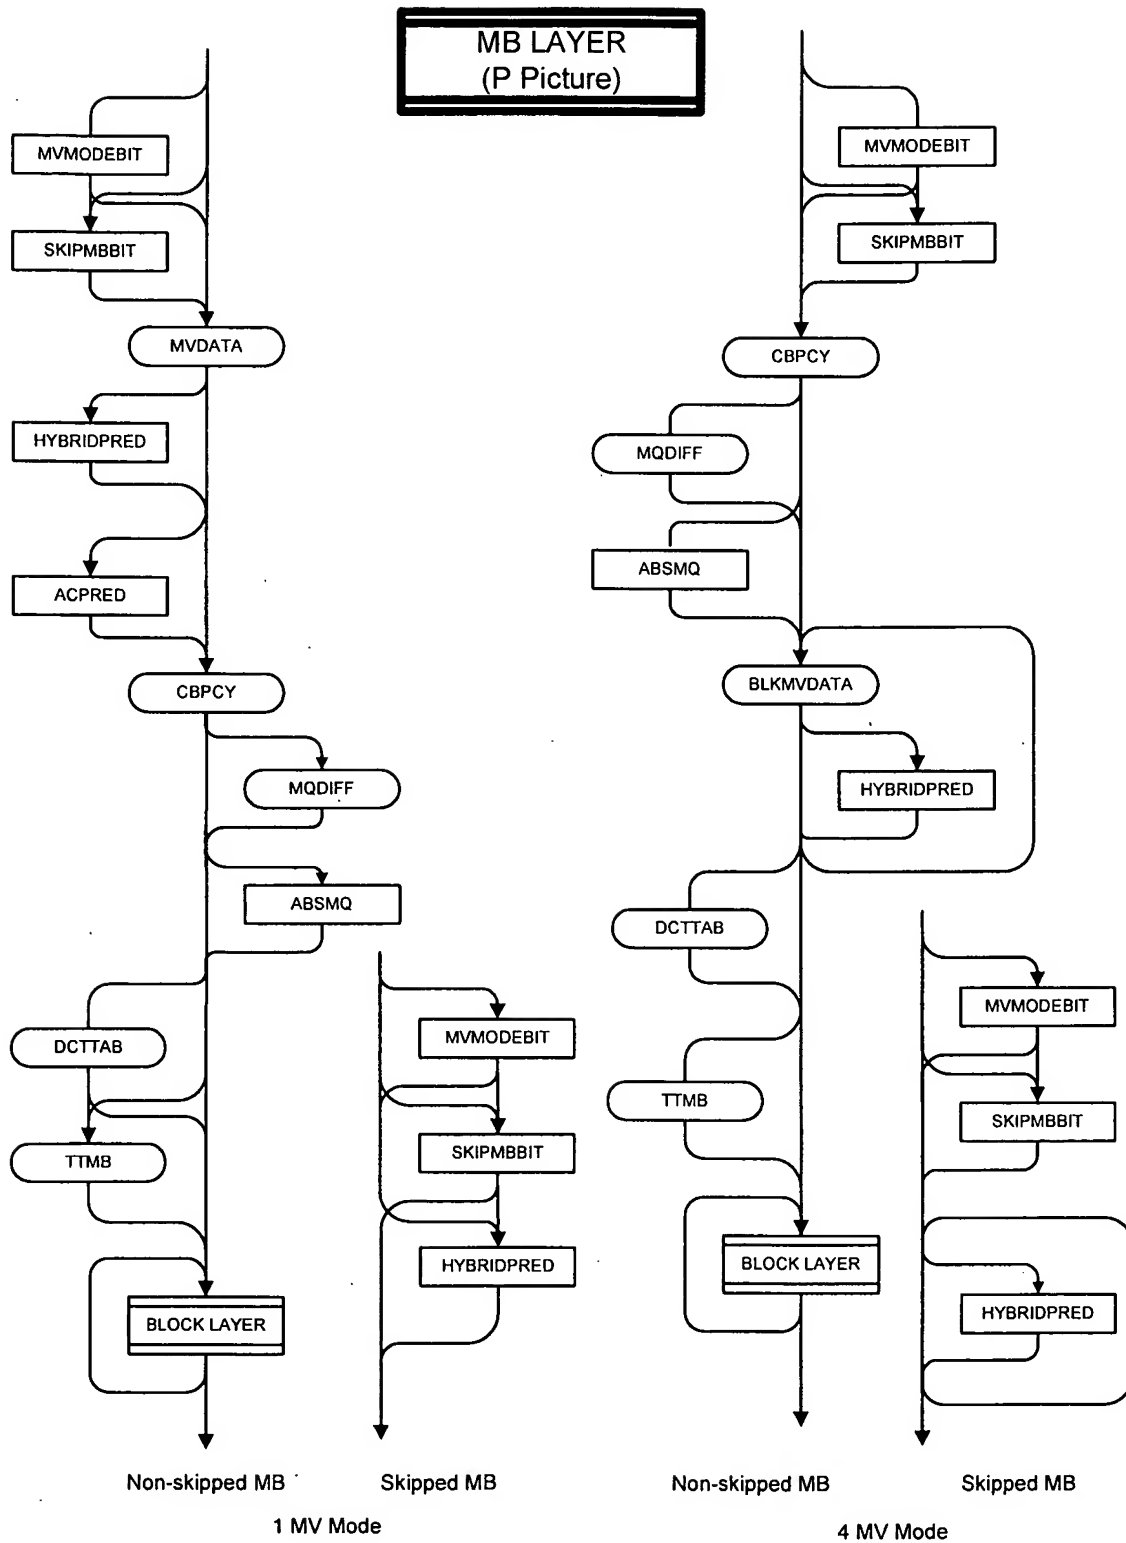 MB LAYER
(P Picture)
MVMODEBIT
SKIPMBBIT
MVDATA
HYBRIDPRED
ACPRED
CBPCY
MQDIFF
ABSMQ
DCTTAB
TTMB
BLOCK LAYER
Non-skipped MB
MVMODEBIT
SKIPMBBIT
HYBRIDPRED
Skipped MB
1 MV Mode
MVMODEBIT
SKIPMBBIT
CBPCY
MQDIFF
ABSMQ
BLKMVDATA
HYBRIDPRED
DCTTAB
TTMB
BLOCK LAYER
Non-skipped MB
MVMODEBIT
SKIPMBBIT
HYBRIDPRED
Skipped MB
4 MV Mode